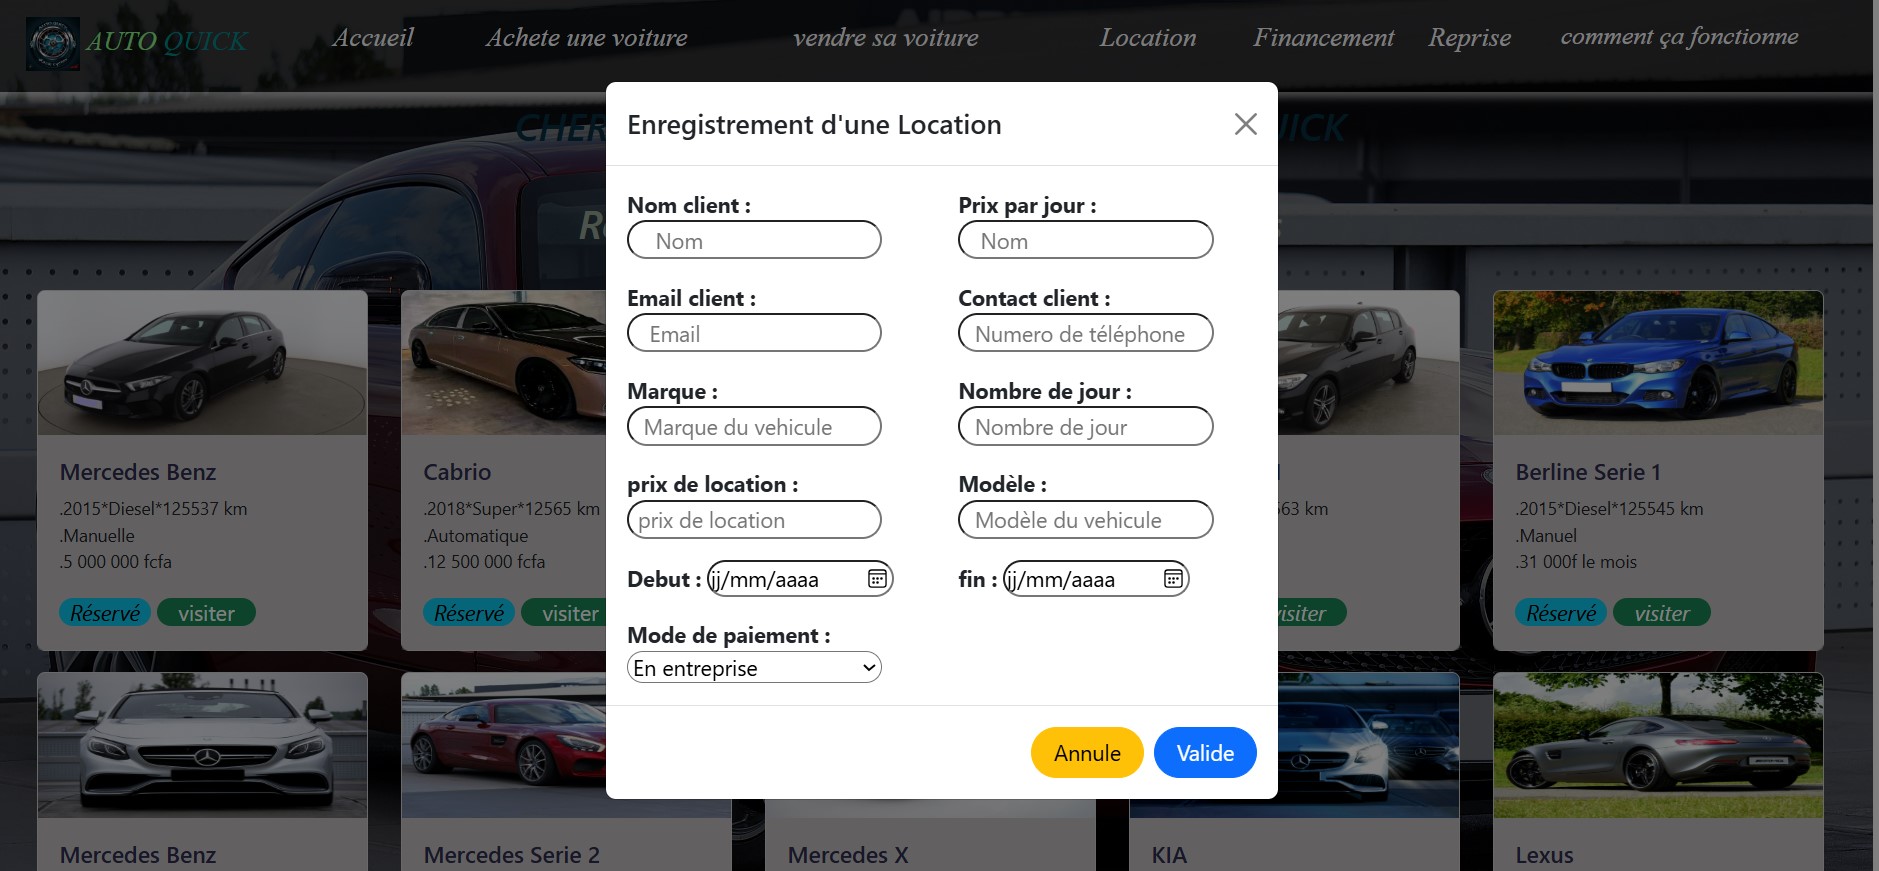 AUTO QUICK
Accueil
Achete une voiture
vendre sa voiture
Location
Financement
Reprise
comment ça fonctionne
Enregistrement d'une Location
Nom client :
Nom
Prix par jour :
Nom
Email client :
Email
Contact client :
Numero de téléphone
Marque :
Marque du vehicule
Nombre de jour :
Nombre de jour
prix de location :
prix de location
Modèle :
Modèle du vehicule
Debut : jj/mm/aaaa
fin : jj/mm/aaaa
Mode de paiement :
En entreprise
Annule
Valide
QUICK
Mercedes Benz
.2015*Diesel*125537 km
.Manuelle
.5 000 000 fcfa
Réservé
visiter
Cabrio
.2018*Super*12565 km
.Automatique
.12 500 000 fcfa
Réservé
visiter
63 km
visiter
Berline Serie 1
.2015*Diesel*125545 km
.Manuel
.31 000f le mois
Réservé
visiter
Mercedes Benz
Mercedes Serie 2
Mercedes X
KIA
Lexus